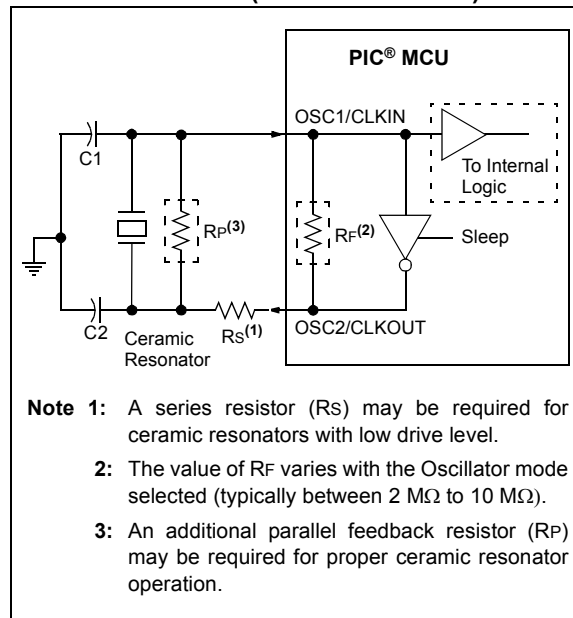 PIC® MCU
OSC1/CLKIN
C1
To Internal
Logic
RP(3)
RF(2)
Sleep
C2
Ceramic
Resonator
RS(1)
OSC2/CLKOUT
Note 1: A series resistor (RS) may be required for
ceramic resonators with low drive level.
2: The value of RF varies with the Oscillator mode
selected (typically between 2 MΩ to 10 MΩ).
3: An additional parallel feedback resistor (RP)
may be required for proper ceramic resonator
operation.